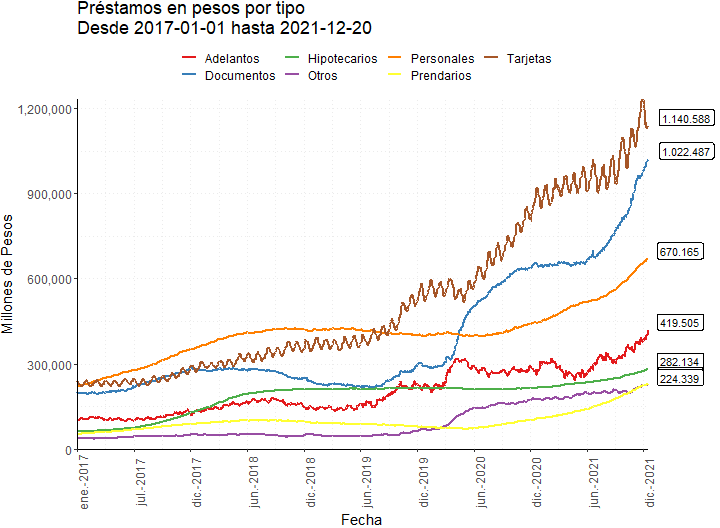 Préstamos en pesos por tipo
Desde 2017-01-01 hasta 2021-12-20
Adelantos Hipotecarios Personales Tarjetas
Documentos Otros Prendarios
Millones de Pesos
1,200,000
900,000
600,000
300,000
0
1.140.588
1.022.487
670.165
419.505
282.134
224.339
ene.-2017 jul.-2017 dic.-2017 jun.-2018 dic.-2018 jun.-2019 dic.-2019 jun.-2020 dic.-2020 jun.-2021 dic.-2021
Fecha